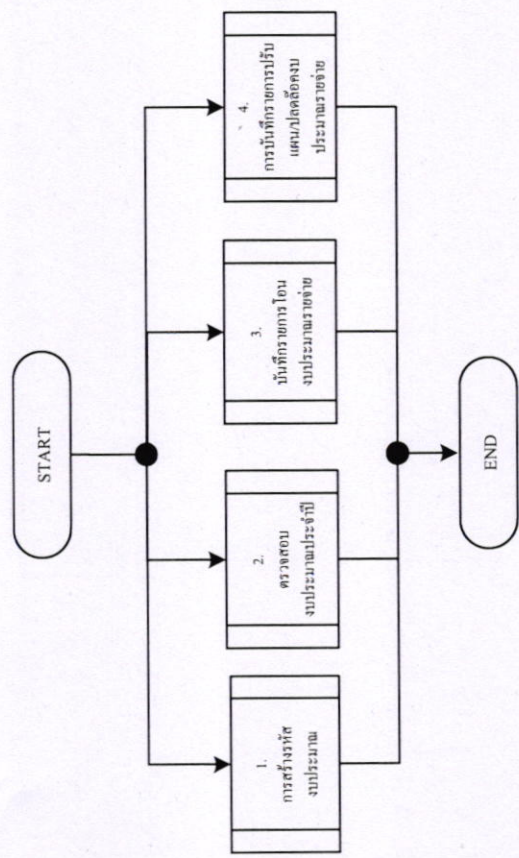 START
1.
การสร้างรหัส
งบประมาณ
2.
ตรวจสอบ
งบประมาณประจำปี
3.
บันทึกรายการโอน
งบประมาณรายจ่าย
4.
การบันทึกรายการปรับ
แผน/ปลดล็อคงบ
ประมาณรายจ่าย
END